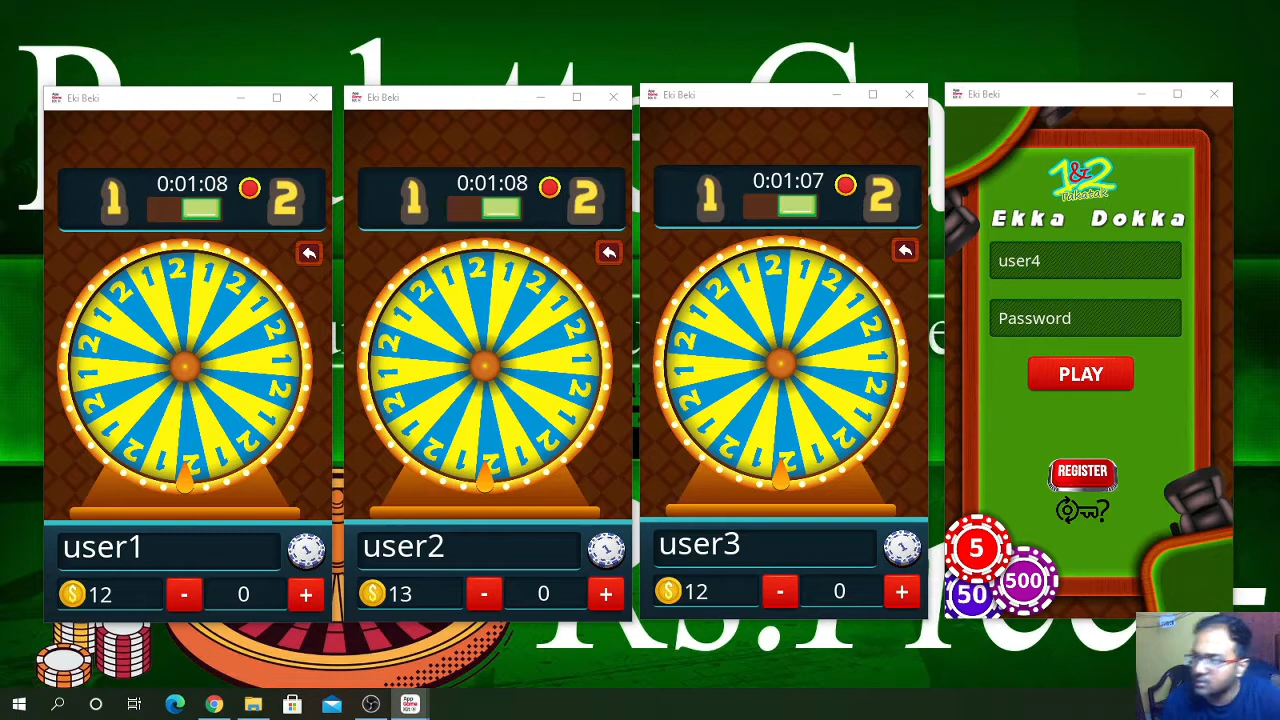 Eki Beki
0:01:08
1
2
user1
12
-
0
+
Eki Beki
0:01:08
1
2
user2
13
-
0
+
Eki Beki
0:01:07
1
2
user3
12
-
0
+
Eki Beki
1&2
Takatak
Ekka Dokka
user4
Password
PLAY
REGISTER
5
500
50